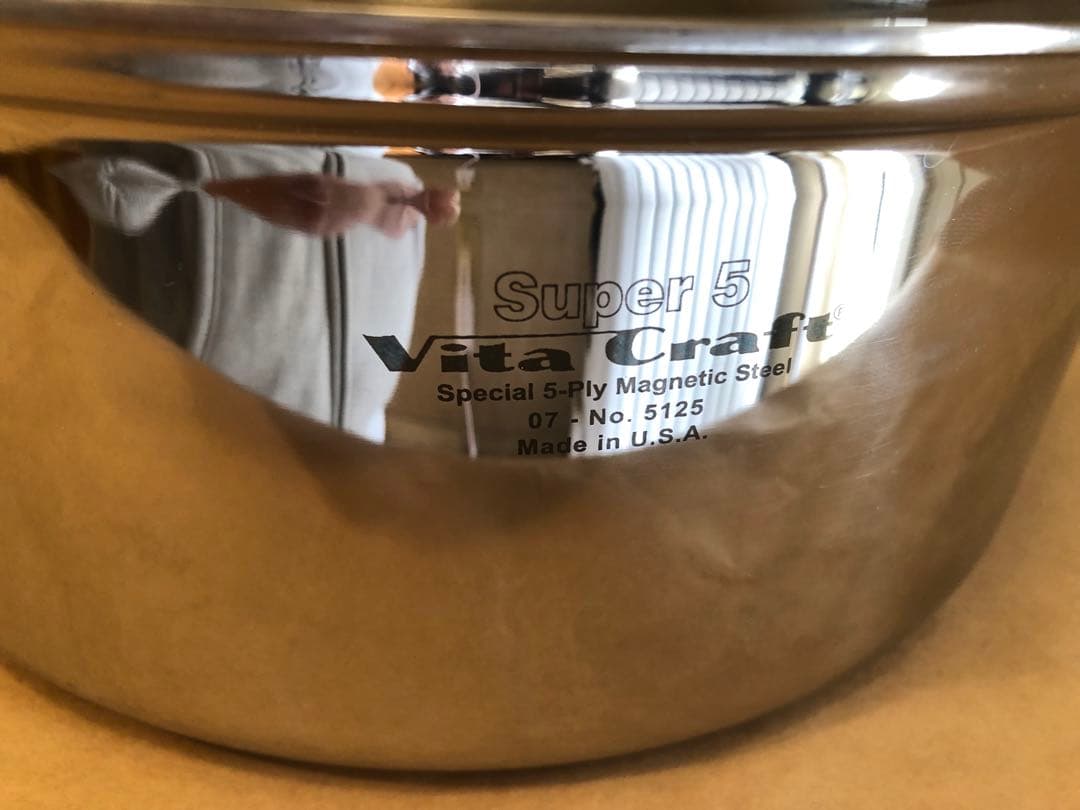 Super 5
Vita Craft®
Special 5-Ply Magnetic Steel
07 - No. 5125
Made in U.S.A.